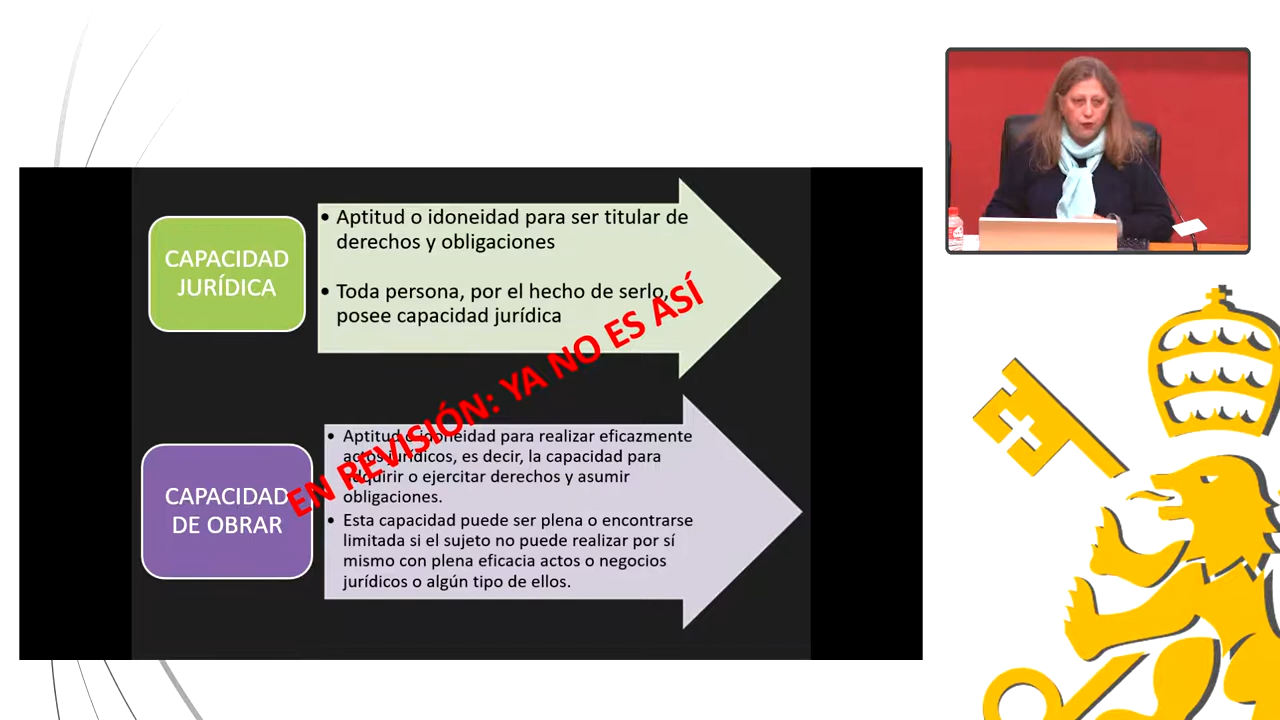 CAPACIDAD
JURÍDICA
• Aptitud o idoneidad para ser titular de
derechos y obligaciones
• Toda persona, por el hecho de serlo,
posee capacidad jurídica
EN REVISIÓN: YA NO ES ASÍ
CAPACIDAD
DE OBRAR
• Aptitud o idoneidad para realizar eficazmente
actos jurídicos, es decir, la capacidad para
adquirir o ejercitar derechos y asumir
obligaciones.
• Esta capacidad puede ser plena o encontrarse
limitada si el sujeto no puede realizar por sí
mismo con plena eficacia actos o negocios
jurídicos o algún tipo de ellos.